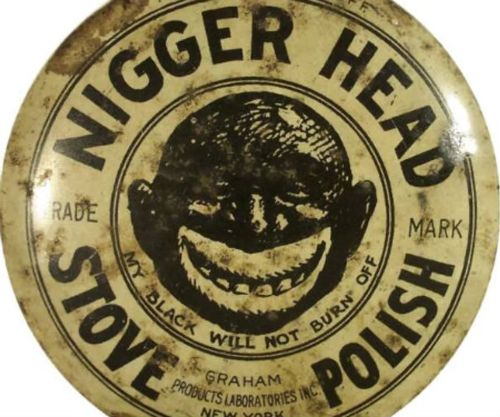 NIGGER HEAD
TRADE MARK
STOVE POLISH
MY BLACK WILL NOT BURN OFF
GRAHAM
PRODUCTS LABORATORIES INC.
NEW YORK